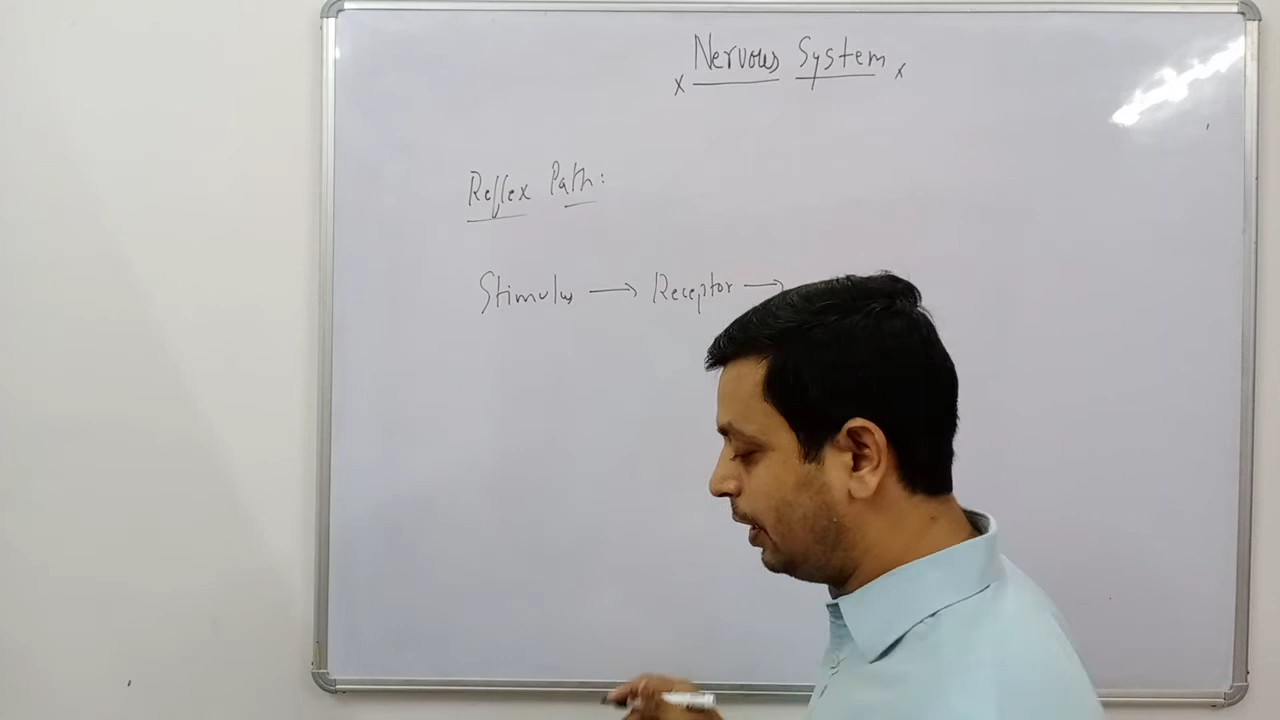 x Nervous System x
Reflex Path:
Stimulus → Receptor →